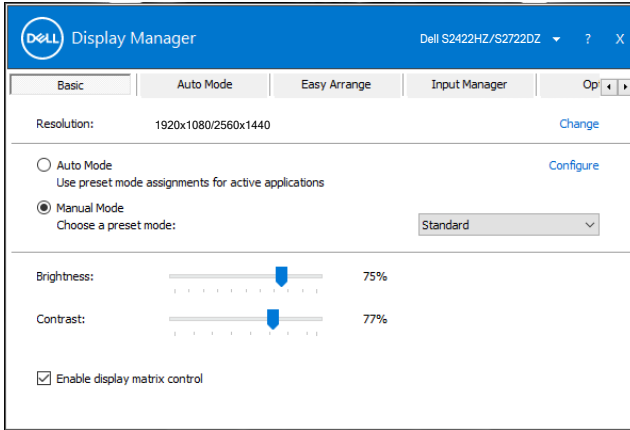 DELL Display Manager Dell S2422HZ/S2722DZ ? X
Basic Auto Mode Easy Arrange Input Manager Op
Resolution: 1920x1080/2560x1440 Change
Auto Mode Configure
Use preset mode assignments for active applications
Manual Mode
Choose a preset mode: Standard
Brightness: 75%
Contrast: 77%
Enable display matrix control